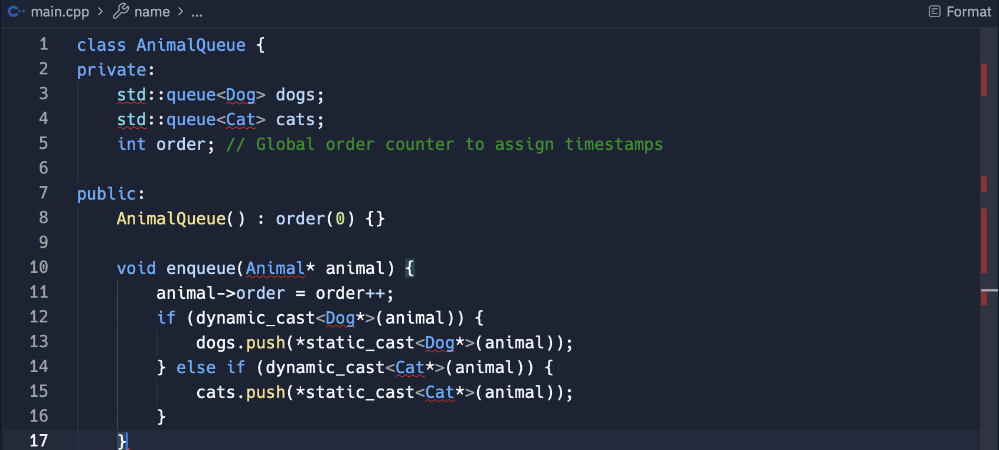 C++ main.cpp > name > ...
Format
1 class AnimalQueue {
2 private:
3     std::queue<Dog> dogs;
4     std::queue<Cat> cats;
5     int order; // Global order counter to assign timestamps
6
7 public:
8     AnimalQueue() : order(0) {}
9
10     void enqueue(Animal* animal) {
11         animal->order = order++;
12         if (dynamic_cast<Dog*>(animal)) {
13             dogs.push(*static_cast<Dog*>(animal));
14         } else if (dynamic_cast<Cat*>(animal)) {
15             cats.push(*static_cast<Cat*>(animal));
16         }
17     }